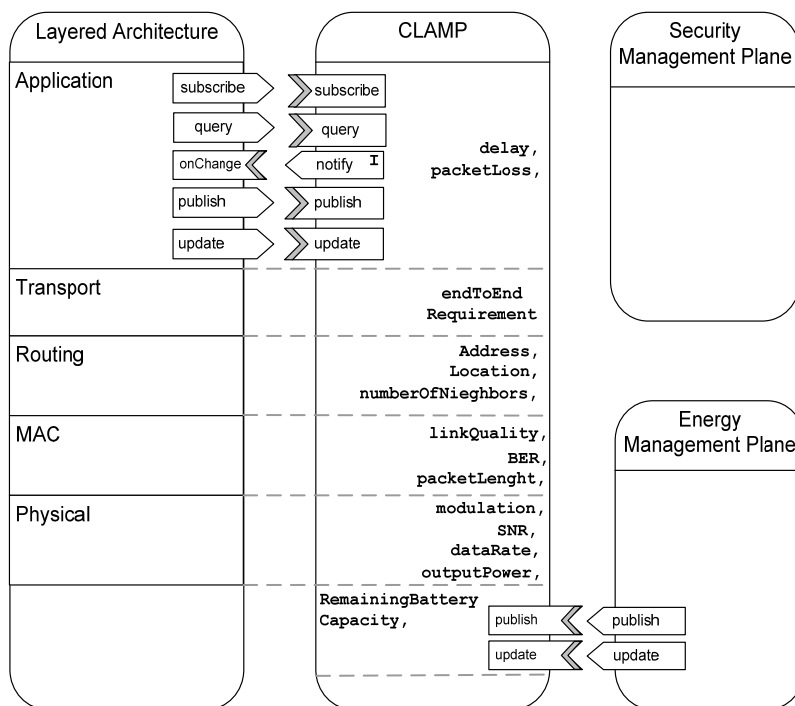 Layered Architecture
CLAMP
Security
Management Plane
Application
subscribe
subscribe
query
query
onChange
notify I
publish
publish
update
update
delay,
packetLoss,
Transport
endToEnd
Requirement
Routing
Address,
Location,
numberOfNieghbors,
MAC
linkQuality,
BER,
packetLenght,
Physical
modulation,
SNR,
dataRate,
outputPower,
RemainingBattery
Capacity,
Energy
Management Plane
publish
publish
update
update